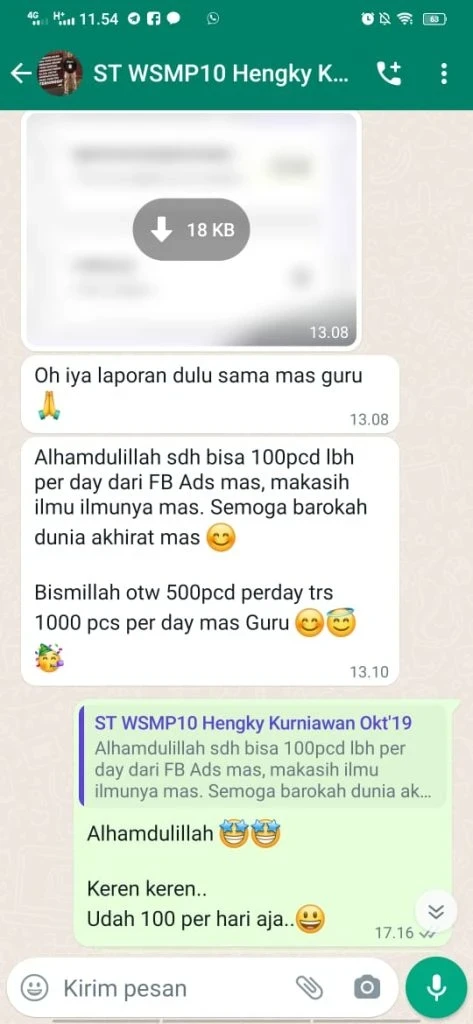 4G H+ 11.54 63
ST WSMP10 Hengky K...
18 KB
13.08
Oh iya laporan dulu sama mas guru
🙏
13.08
Alhamdulillah sdh bisa 100pcd lbh
per day dari FB Ads mas, makasih
ilmu ilmunya mas. Semoga barokah
dunia akhirat mas 😊
Bismillah otw 500pcd perday trs
1000 pcs per day mas Guru 😊😇
🥳
13.10
ST WSMP10 Hengky Kurniawan Okt'19
Alhamdulillah sdh bisa 100pcd lbh per
day dari FB Ads mas, makasih ilmu
ilmunya mas. Semoga barokah dunia ak...
Alhamdulillah 🤩🤩
Keren keren..
Udah 100 per hari aja..😃
17.16
Kirim pesan